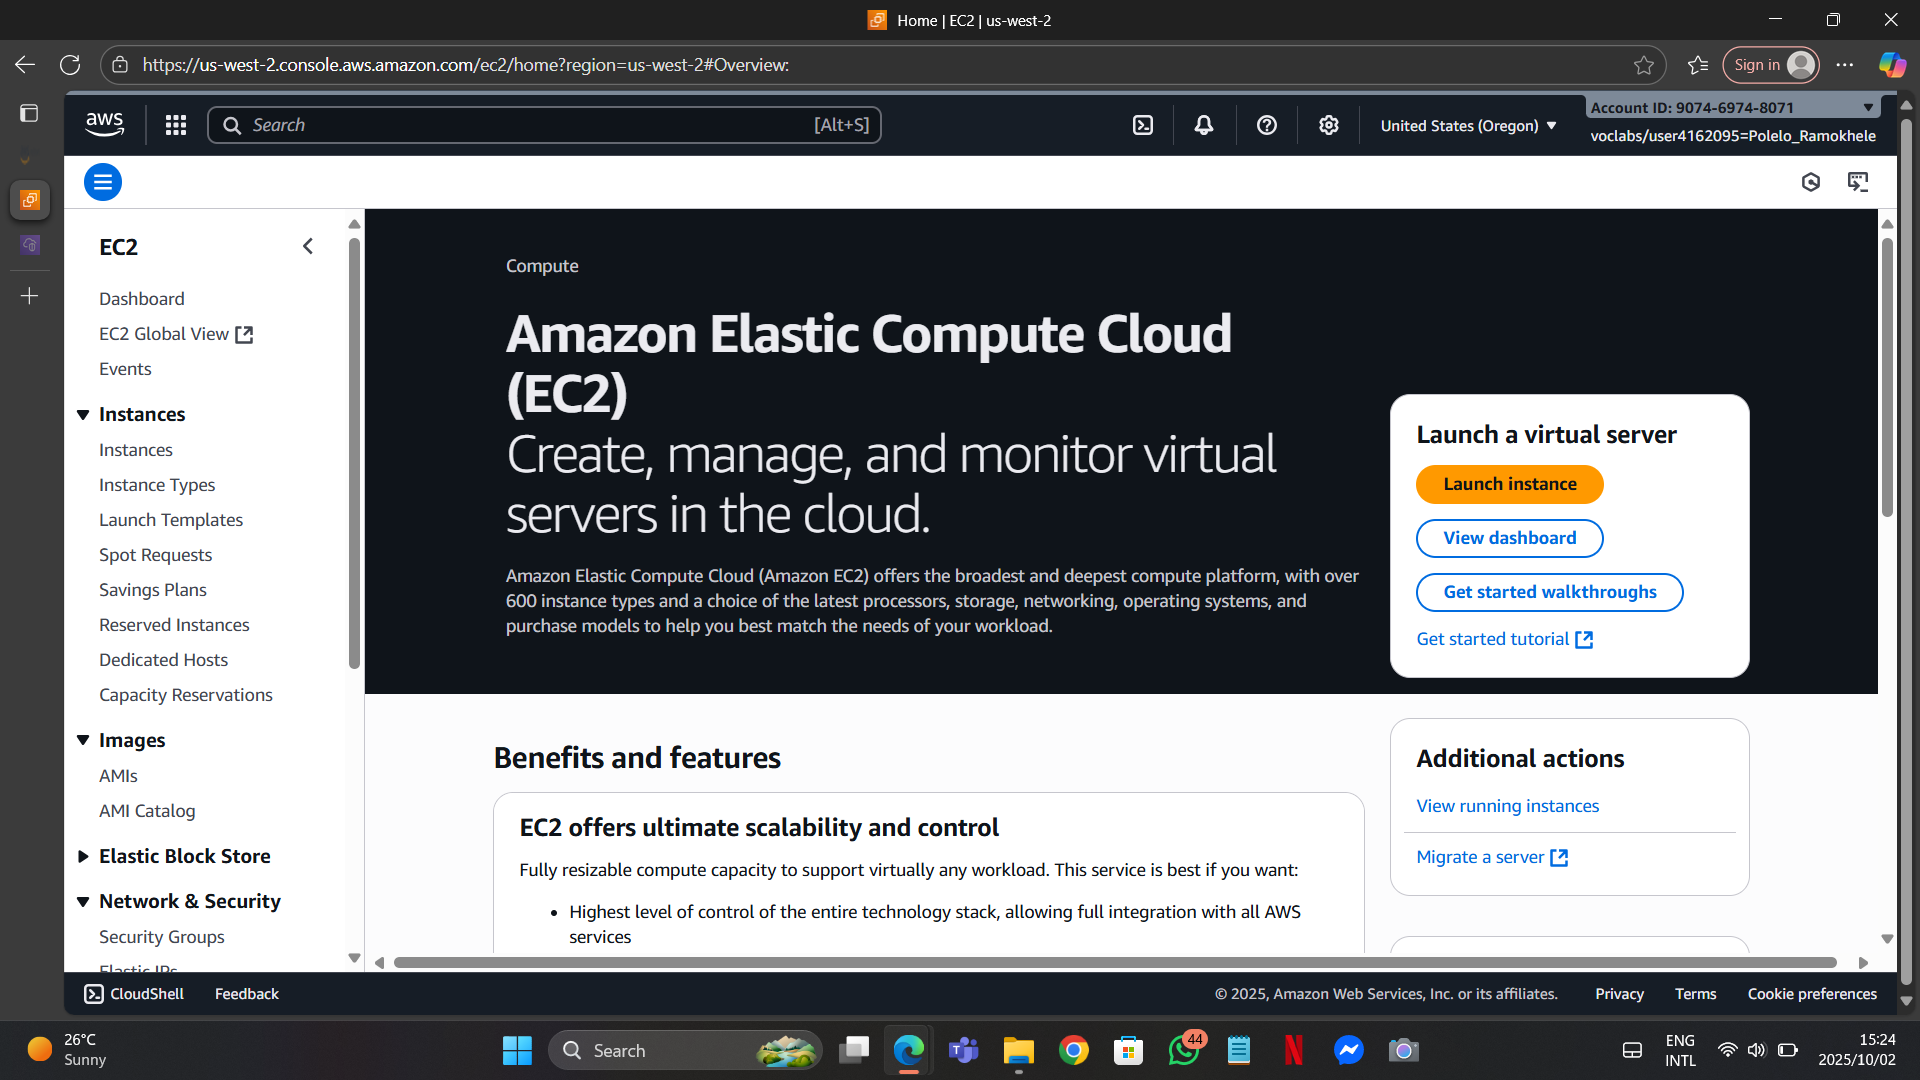 Home | EC2 | us-west-2
https://us-west-2.console.aws.amazon.com/ec2/home?region=us-west-2#Overview:
Sign in
aws
Search
[Alt+S]
United States (Oregon)
Account ID: 9074-6974-8071
voclabs/user4162095=Polelo_Ramokhele
EC2
Dashboard
EC2 Global View
Events
Instances
Instances
Instance Types
Launch Templates
Spot Requests
Savings Plans
Reserved Instances
Dedicated Hosts
Capacity Reservations
Images
AMIs
AMI Catalog
Elastic Block Store
Network & Security
Security Groups
Elastic IPs
Compute
Amazon Elastic Compute Cloud
(EC2)
Create, manage, and monitor virtual
servers in the cloud.
Amazon Elastic Compute Cloud (Amazon EC2) offers the broadest and deepest compute platform, with over
600 instance types and a choice of the latest processors, storage, networking, operating systems, and
purchase models to help you best match the needs of your workload.
Launch a virtual server
Launch instance
View dashboard
Get started walkthroughs
Get started tutorial
Benefits and features
EC2 offers ultimate scalability and control
Fully resizable compute capacity to support virtually any workload. This service is best if you want:
• Highest level of control of the entire technology stack, allowing full integration with all AWS
services
Additional actions
View running instances
Migrate a server
CloudShell
Feedback
© 2025, Amazon Web Services, Inc. or its affiliates.
Privacy
Terms
Cookie preferences
26°C
Sunny
Search
44
ENG
INTL
15:24
2025/10/02